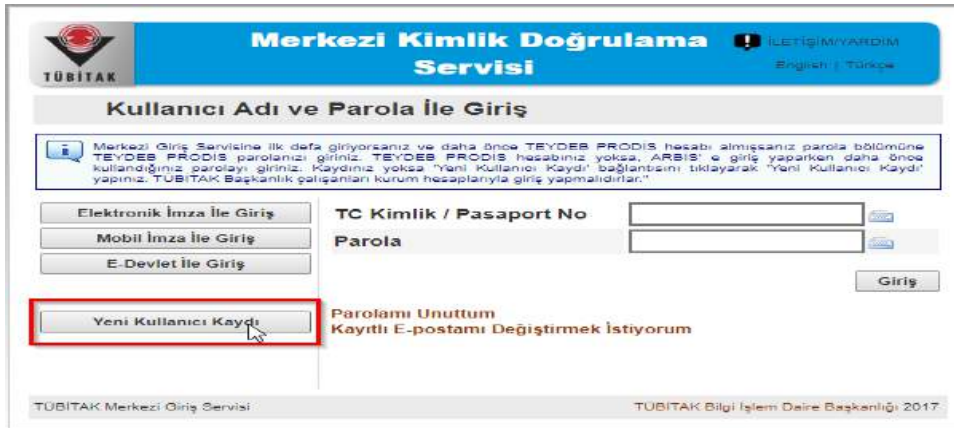 TÜBİTAK
Merkezi Kimlik Doğrulama
Servisi
İLETİŞİM/YARDIM
English | Türkçe
Kullanıcı Adı ve Parola İle Giriş
Merkezi Giriş Servisine ilk defa giriyorsanız ve daha önce TEYDEB PRODİS hesabı almışsanız parola bölümüne
TEYDEB PRODİS parolanızı giriniz. TEYDEB PRODİS hesabınız yoksa, ARBİS' e giriş yaparken daha önce
kullandığınız parolayı giriniz. Kaydınız yoksa 'Yeni Kullanıcı Kaydı' bağlantısını tıklayarak 'Yeni Kullanıcı Kaydı'
yapınız. TÜBİTAK Başkanlık çalışanları kurum hesaplarıyla giriş yapmalıdırlar."
Elektronik İmza İle Giriş
Mobil İmza İle Giriş
E-Devlet İle Giriş
Yeni Kullanıcı Kaydı
TC Kimlik / Pasaport No
Parola
Giriş
Parolamı Unuttum
Kayıtlı E-postamı Değiştirmek İstiyorum
TÜBİTAK Merkezi Giriş Servisi
TÜBİTAK Bilgi İşlem Daire Başkanlığı 2017